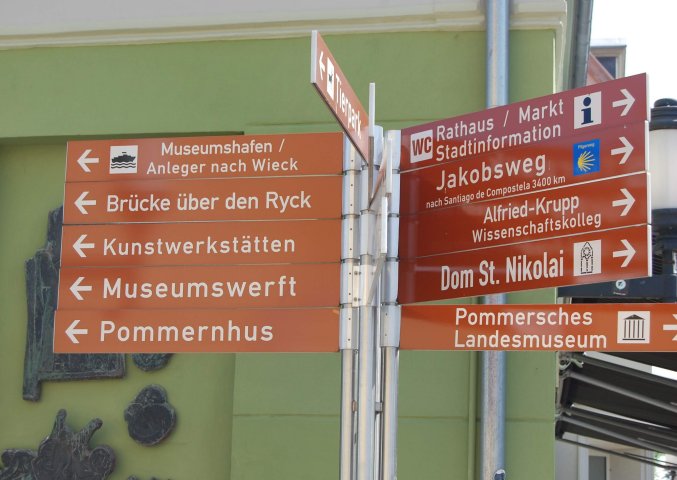 Tierpark
Museumshafen /
Anleger nach Wieck
Brücke über den Ryck
Kunstwerkstätten
Museumswerft
Pommernhus
WC Rathaus / Markt i
Stadtinformation
Jakobsweg
Pilgerweg
nach Santiago de Compostela 3400 km
Alfried-Krupp
Wissenschaftskolleg
Dom St. Nikolai
Pommersches
Landesmuseum